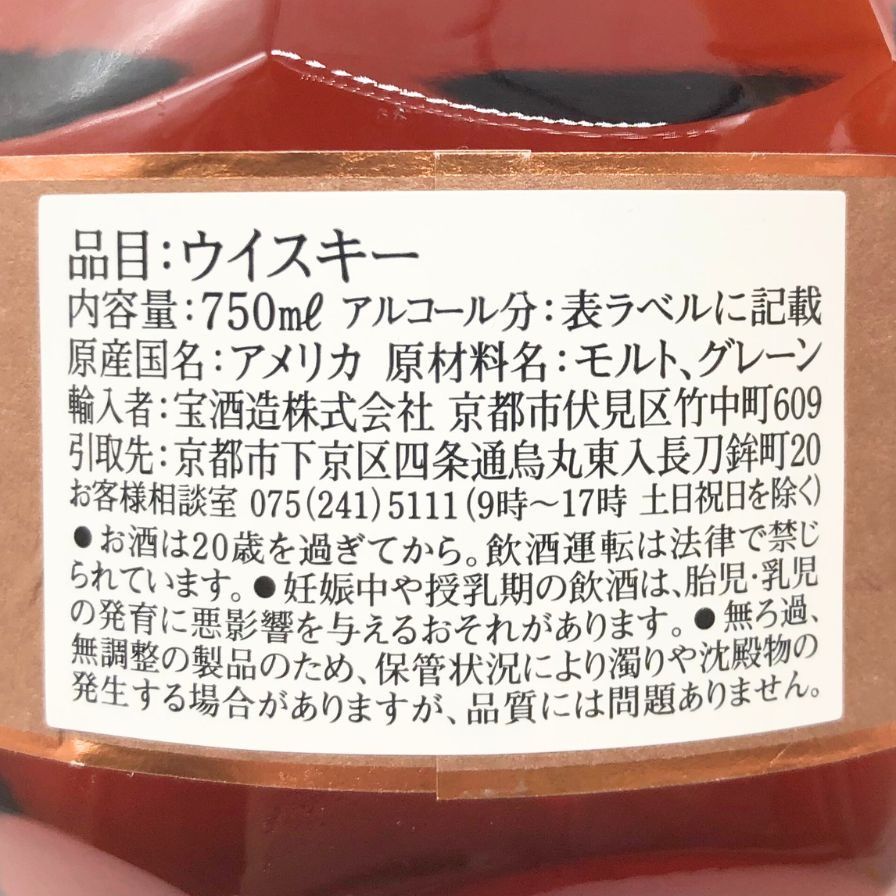 品目:ウイスキー
内容量:750mℓ アルコール分:表ラベルに記載
原産国名:アメリカ 原材料名:モルト、グレーン
輸入者:宝酒造株式会社 京都市伏見区竹中町609
引取先:京都市下京区四条通烏丸東入長刀鉾町20
お客様相談室 075(241)5111(9時〜17時 土日祝日を除く)
●お酒は20歳を過ぎてから。飲酒運転は法律で禁じ
られています。●妊娠中や授乳期の飲酒は、胎児・乳児
の発育に悪影響を与えるおそれがあります。●無ろ過、
無調整の製品のため、保管状況により濁りや沈殿物の
発生する場合がありますが、品質には問題ありません。